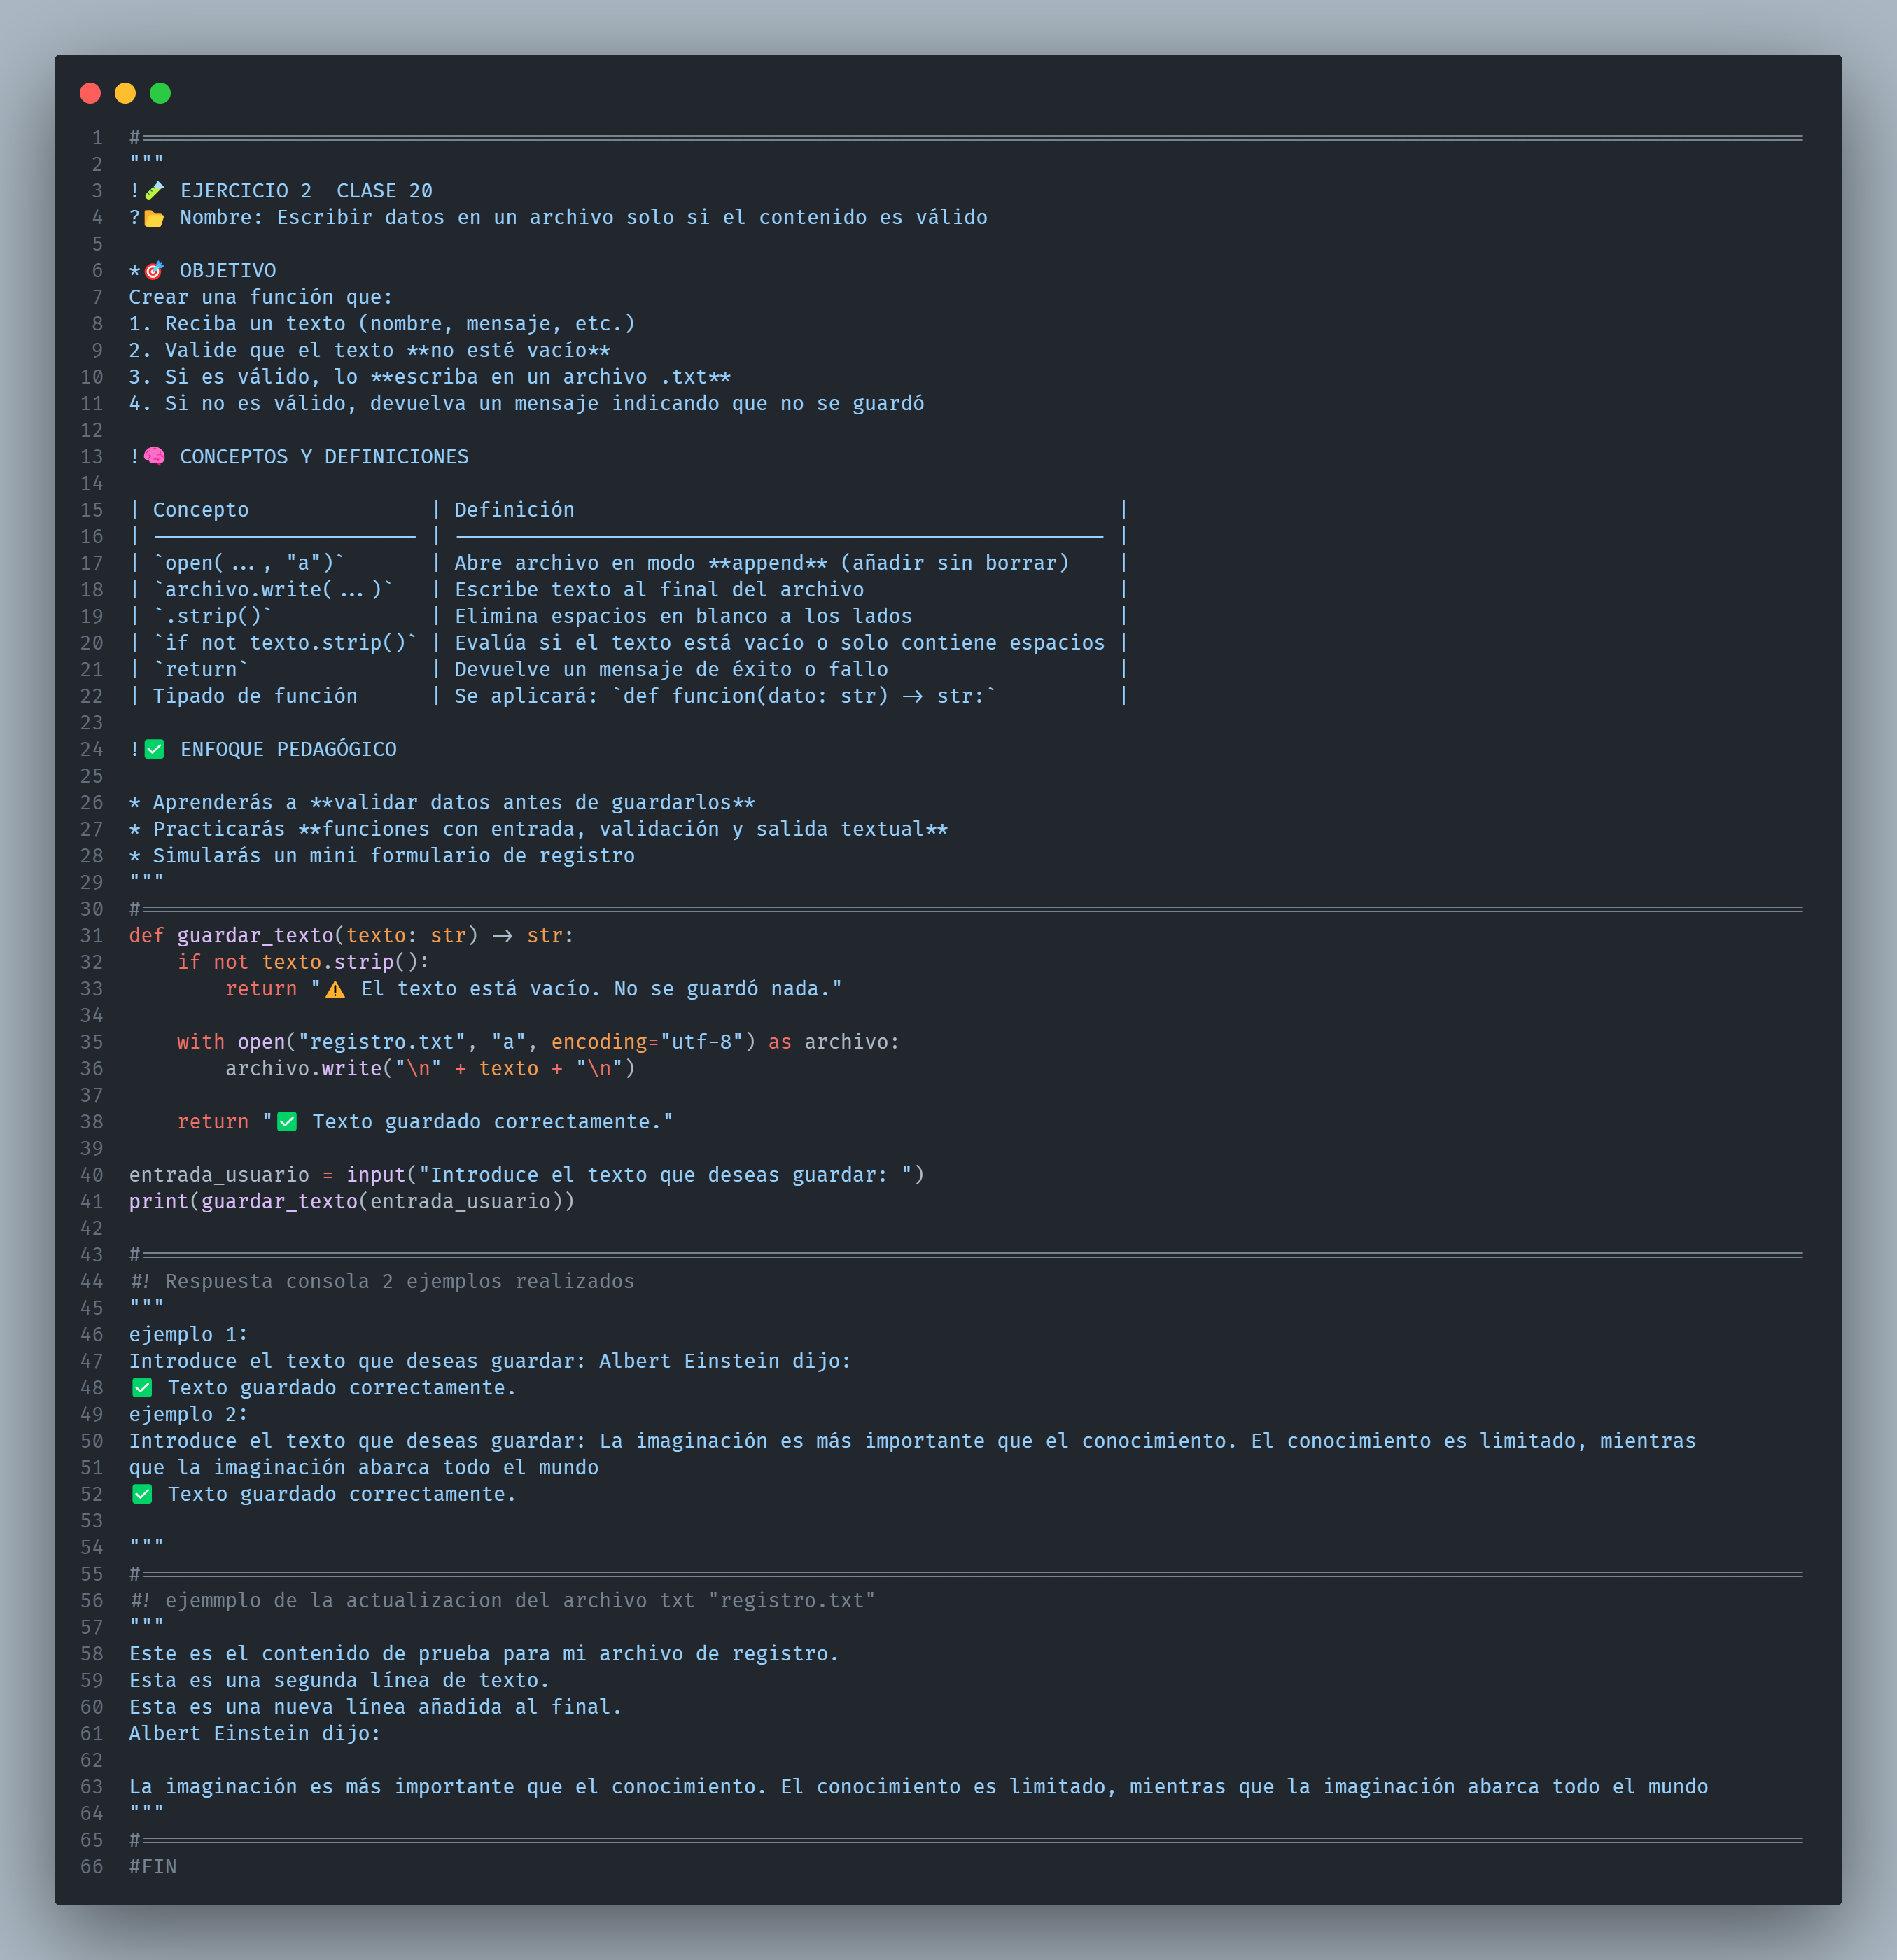 1 #==========================================================================================================================================
2 """
3 !🧪 EJERCICIO 2  CLASE 20
4 ?📂 Nombre: Escribir datos en un archivo solo si el contenido es válido
5
6 *🎯 OBJETIVO
7 Crear una función que:
8 1. Reciba un texto (nombre, mensaje, etc.)
9 2. Valide que el texto **no esté vacío**
10 3. Si es válido, lo **escriba en un archivo .txt**
11 4. Si no es válido, devuelva un mensaje indicando que no se guardó
12
13 !🧠 CONCEPTOS Y DEFINICIONES
14
15 | Concepto               | Definición                                             |
16 | ---------------------- | ------------------------------------------------------ |
17 | `open(..., "a")`       | Abre archivo en modo **append** (añadir sin borrar)    |
18 | `archivo.write(...)`   | Escribe texto al final del archivo                     |
19 | `.strip()`             | Elimina espacios en blanco a los lados                 |
20 | `if not texto.strip()` | Evalúa si el texto está vacío o solo contiene espacios |
21 | `return`               | Devuelve un mensaje de éxito o fallo                   |
22 | Tipado de función      | Se aplicará: `def funcion(dato: str) -> str:`          |
23
24 !✅ ENFOQUE PEDAGÓGICO
25
26 * Aprenderás a **validar datos antes de guardarlos**
27 * Practicarás **funciones con entrada, validación y salida textual**
28 * Simularás un mini formulario de registro
29 """
30 #==========================================================================================================================================
31 def guardar_texto(texto: str) -> str:
32     if not texto.strip():
33         return "⚠️ El texto está vacío. No se guardó nada."
34
35     with open("registro.txt", "a", encoding="utf-8") as archivo:
36         archivo.write("\n" + texto + "\n")
37
38     return "✅ Texto guardado correctamente."
39
40 entrada_usuario = input("Introduce el texto que deseas guardar: ")
41 print(guardar_texto(entrada_usuario))
42
43 #==========================================================================================================================================
44 #! Respuesta consola 2 ejemplos realizados
45 """
46 ejemplo 1:
47 Introduce el texto que deseas guardar: Albert Einstein dijo:
48 ✅ Texto guardado correctamente.
49 ejemplo 2:
50 Introduce el texto que deseas guardar: La imaginación es más importante que el conocimiento. El conocimiento es limitado, mientras
51 que la imaginación abarca todo el mundo
52 ✅ Texto guardado correctamente.
53
54 """
55 #==========================================================================================================================================
56 #! ejemmplo de la actualizacion del archivo txt "registro.txt"
57 """
58 Este es el contenido de prueba para mi archivo de registro.
59 Esta es una segunda línea de texto.
60 Esta es una nueva línea añadida al final.
61 Albert Einstein dijo:
62
63 La imaginación es más importante que el conocimiento. El conocimiento es limitado, mientras que la imaginación abarca todo el mundo
64 """
65 #==========================================================================================================================================
66 #FIN